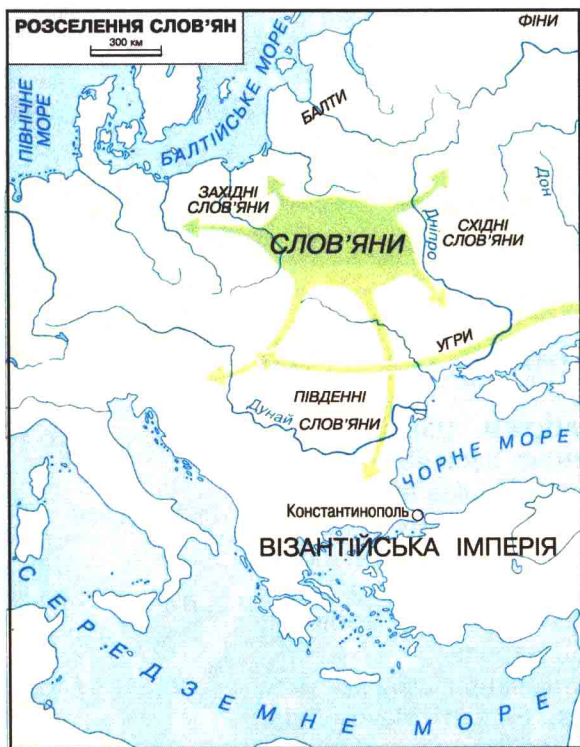 РОЗСЕЛЕННЯ СЛОВ'ЯН
300 км
ФІНИ
ПІВНІЧНЕ
МОРЕ
БАЛТІЙСЬКЕ МОРЕ
БАЛТИ
Дон
ЗАХІДНІ
СЛОВ'ЯНИ
СЛОВ'ЯНИ
Дніпро
СХІДНІ
СЛОВ'ЯНИ
УГРИ
ПІВДЕННІ
СЛОВ'ЯНИ
Дунай
ЧОРНЕ МОРЕ
Константинополь
ВІЗАНТІЙСЬКА ІМПЕРІЯ
СЕРЕДЗЕМНЕ МОРЕ